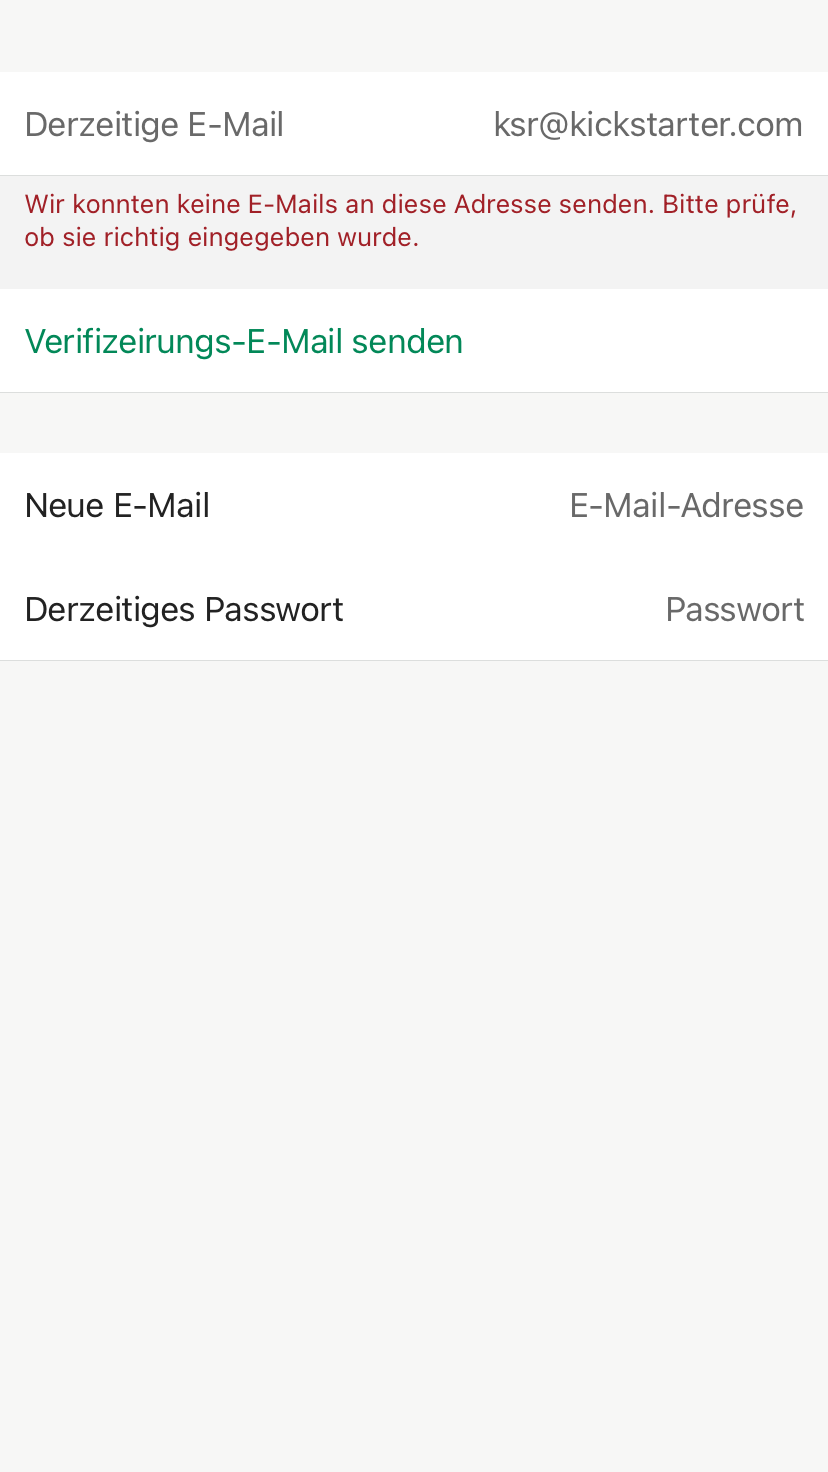 Derzeitige E-Mail ksr@kickstarter.com
Wir konnten keine E-Mails an diese Adresse senden. Bitte prüfe,
ob sie richtig eingegeben wurde.
Verifizeirungs-E-Mail senden
Neue E-Mail E-Mail-Adresse
Derzeitiges Passwort Passwort